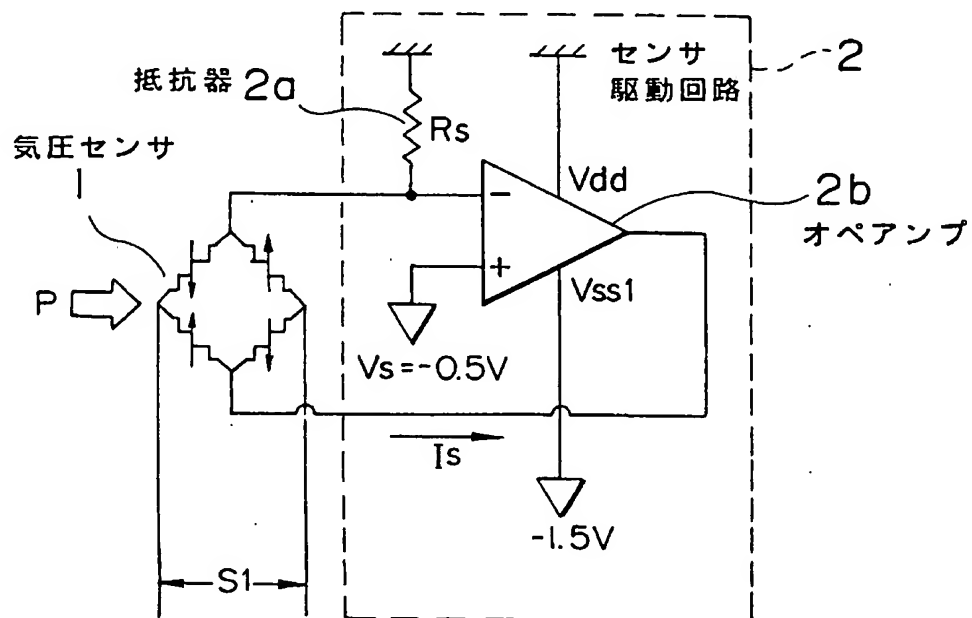 センサ
駆動回路
2
抵抗器 2a
Rs
気圧センサ
1
Vdd
2b
オペアンプ
−
+
Vss1
P
Vs=-0.5V
Is
-1.5V
S1